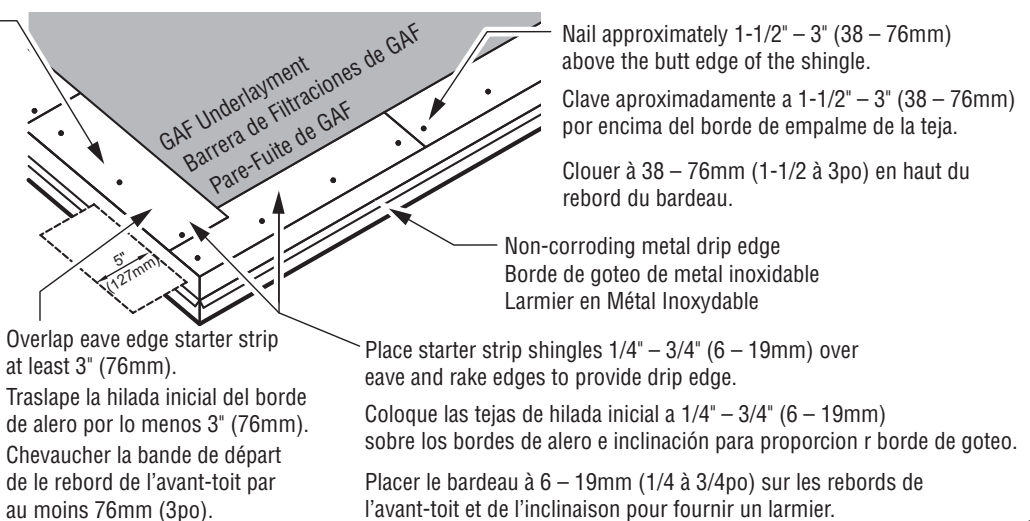 GAF Underlayment
Barrera de Filtraciones de GAF
Pare-Fuite de GAF
Nail approximately 1-1/2" – 3" (38 – 76mm)
above the butt edge of the shingle.
Clave aproximadamente a 1-1/2" – 3" (38 – 76mm)
por encima del borde de empalme de la teja.
Clouer à 38 – 76mm (1-1/2 à 3po) en haut du
rebord du bardeau.
Non-corroding metal drip edge
Borde de goteo de metal inoxidable
Larmier en Métal Inoxydable
5"
(127mm)
Overlap eave edge starter strip
at least 3" (76mm).
Traslape la hilada inicial del borde
de alero por lo menos 3" (76mm).
Chevaucher la bande de départ
de le rebord de l'avant-toit par
au moins 76mm (3po).
Place starter strip shingles 1/4" – 3/4" (6 – 19mm) over
eave and rake edges to provide drip edge.
Coloque las tejas de hilada inicial a 1/4" – 3/4" (6 – 19mm)
sobre los bordes de alero e inclinación para proporcion r borde de goteo.
Placer le bardeau à 6 – 19mm (1/4 à 3/4po) sur les rebords de
l'avant-toit et de l'inclinaison pour fournir un larmier.